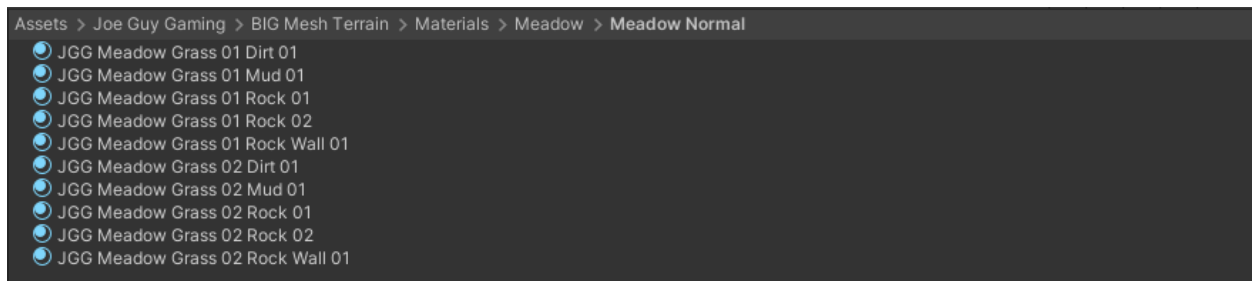 Assets > Joe Guy Gaming > BIG Mesh Terrain > Materials > Meadow > Meadow Normal
JGG Meadow Grass 01 Dirt 01
JGG Meadow Grass 01 Mud 01
JGG Meadow Grass 01 Rock 01
JGG Meadow Grass 01 Rock 02
JGG Meadow Grass 01 Rock Wall 01
JGG Meadow Grass 02 Dirt 01
JGG Meadow Grass 02 Mud 01
JGG Meadow Grass 02 Rock 01
JGG Meadow Grass 02 Rock 02
JGG Meadow Grass 02 Rock Wall 01